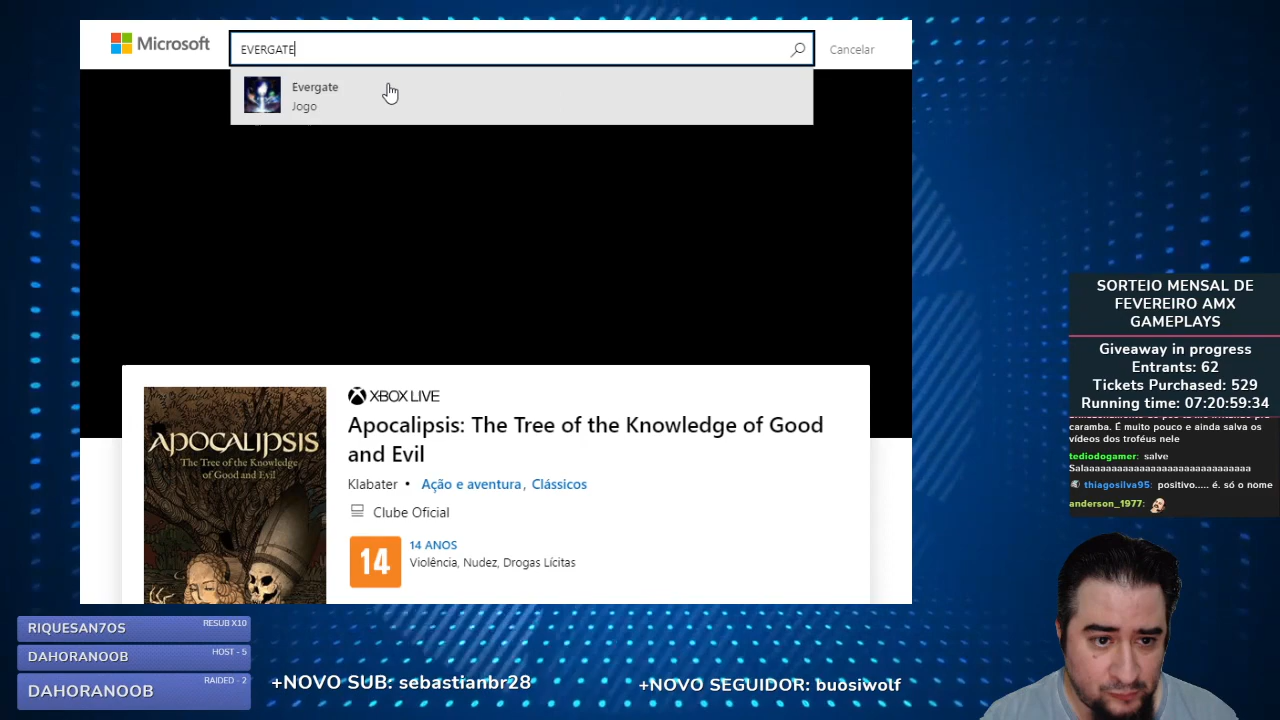 Microsoft
EVERGATE
Cancelar
Evergate
Jogo
APOCALIPSIS
The Tree of the Knowledge
of Good and Evil
XBOX LIVE
Apocalipsis: The Tree of the Knowledge of Good
and Evil
Klabater • Ação e aventura, Clássicos
Clube Oficial
14
14 ANOS
Violência, Nudez, Drogas Lícitas
SORTEIO MENSAL DE
FEVEREIRO AMX
GAMEPLAYS
Giveaway in progress
Entrants: 62
Tickets Purchased: 529
Running time: 07:20:59:34
caramba. É muito pouco e ainda salva os
vídeos dos troféus nele
tediodogamer: salve
Salaaaaaaaaaaaaaaaaaaaaaaaaaaaaa
thiagosilva95: positivo..... é. só o nome
anderson_1977:
RIQUESAN7OS
RESUB X10
DAHORANOOB
HOST - 5
DAHORANOOB
RAIDED - 2
+NOVO SUB: sebastianbr28
+NOVO SEGUIDOR: buosiwolf